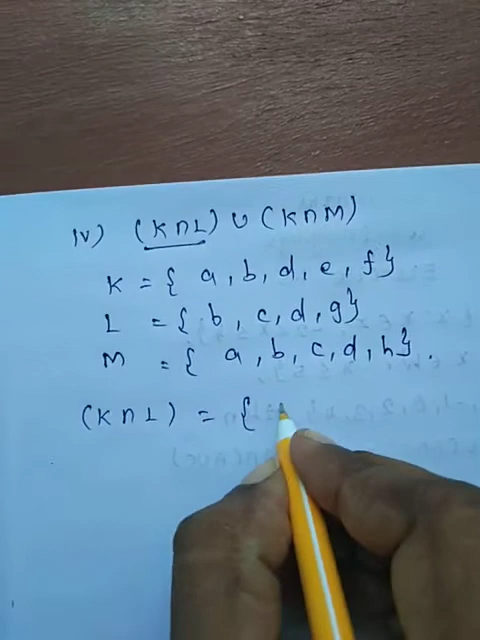 iv) (K∩L) ∪ (K∩M)
K = { a, b, d, e, f}
L = { b, c, d, g}
M = { a, b, c, d, h}.
(K∩L) = {